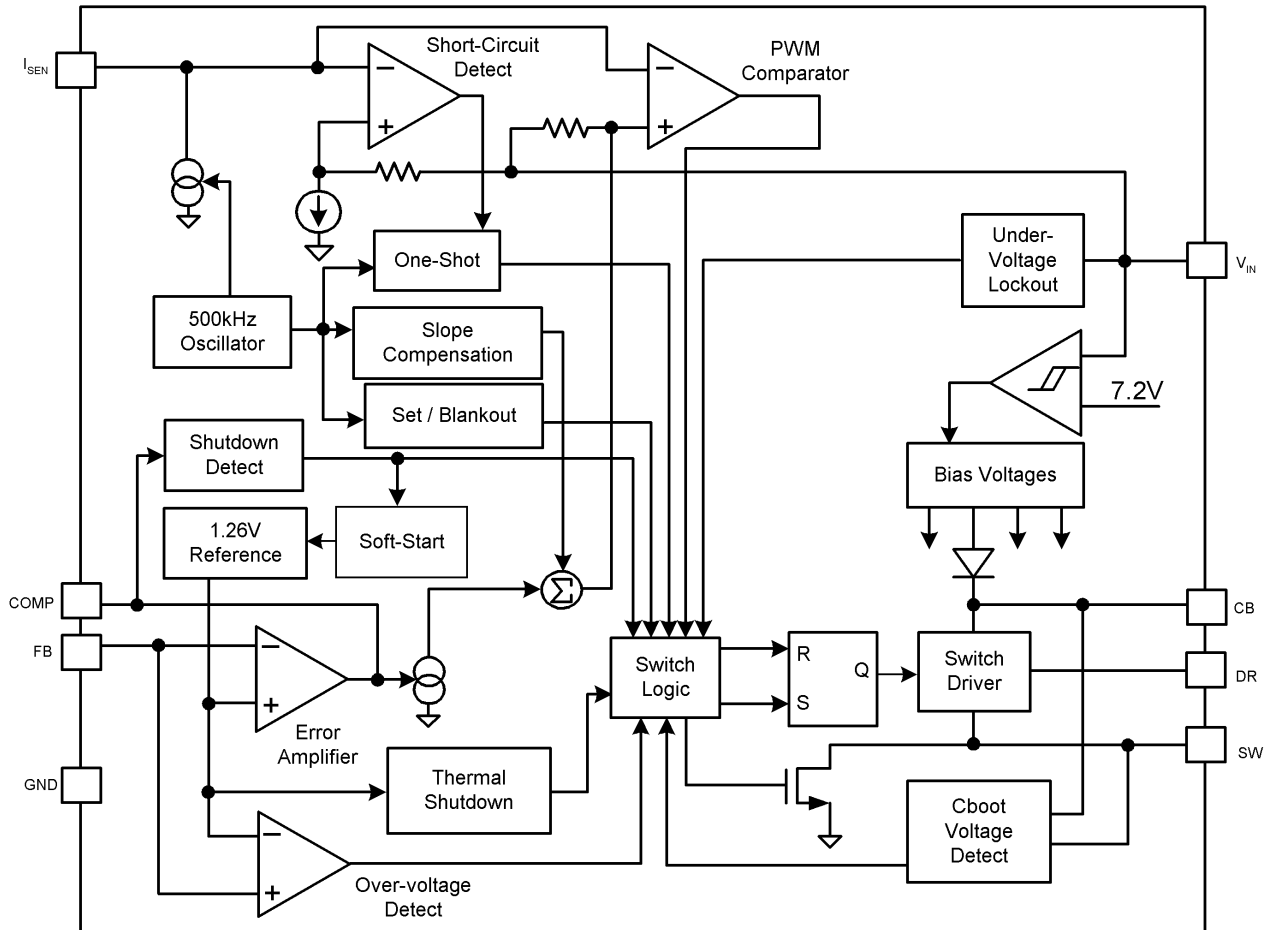 I_SEN
Short-Circuit
Detect
PWM
Comparator
−
+
−
+
One-Shot
Under-
Voltage
Lockout
V_IN
500kHz
Oscillator
Slope
Compensation
7.2V
Set / Blankout
Shutdown
Detect
Bias Voltages
1.26V
Reference
Soft-Start
Σ
COMP
CB
FB
−
+
Error
Amplifier
Switch
Logic
R
S
Q
Switch
Driver
DR
SW
GND
Thermal
Shutdown
Cboot
Voltage
Detect
−
+
Over-voltage
Detect